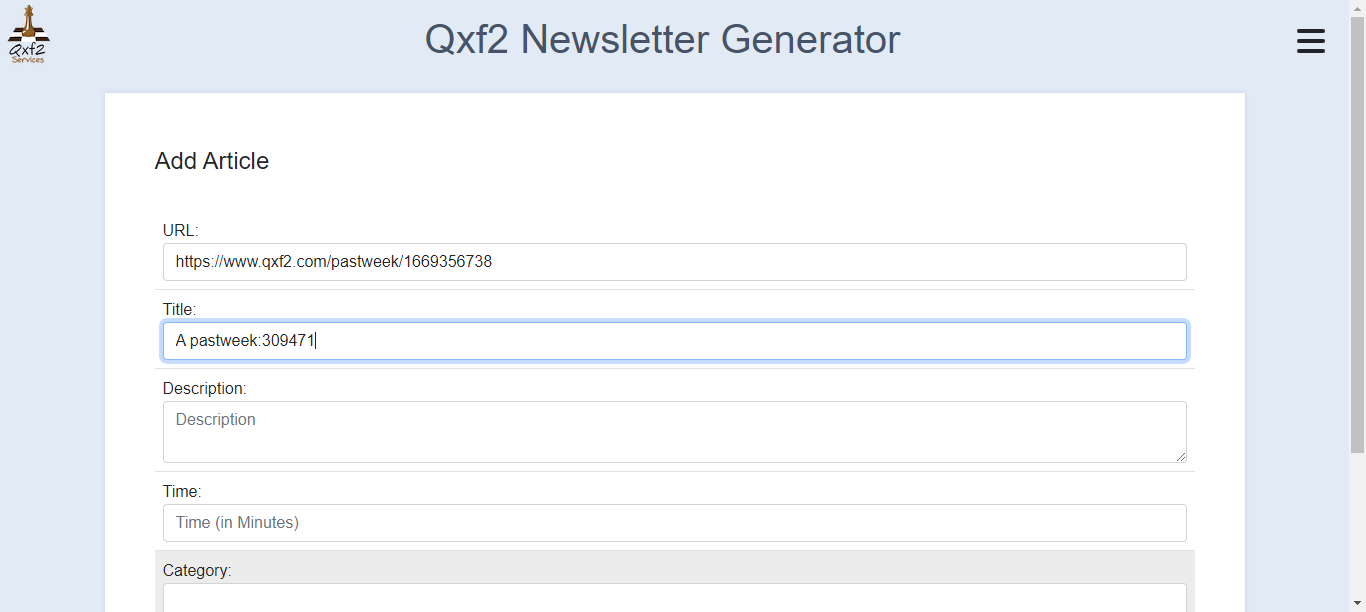 Qxf2
Services
Qxf2 Newsletter Generator
Add Article
URL:
https://www.qxf2.com/pastweek/1669356738
Title:
A pastweek:309471
Description:
Description
Time:
Time (in Minutes)
Category: